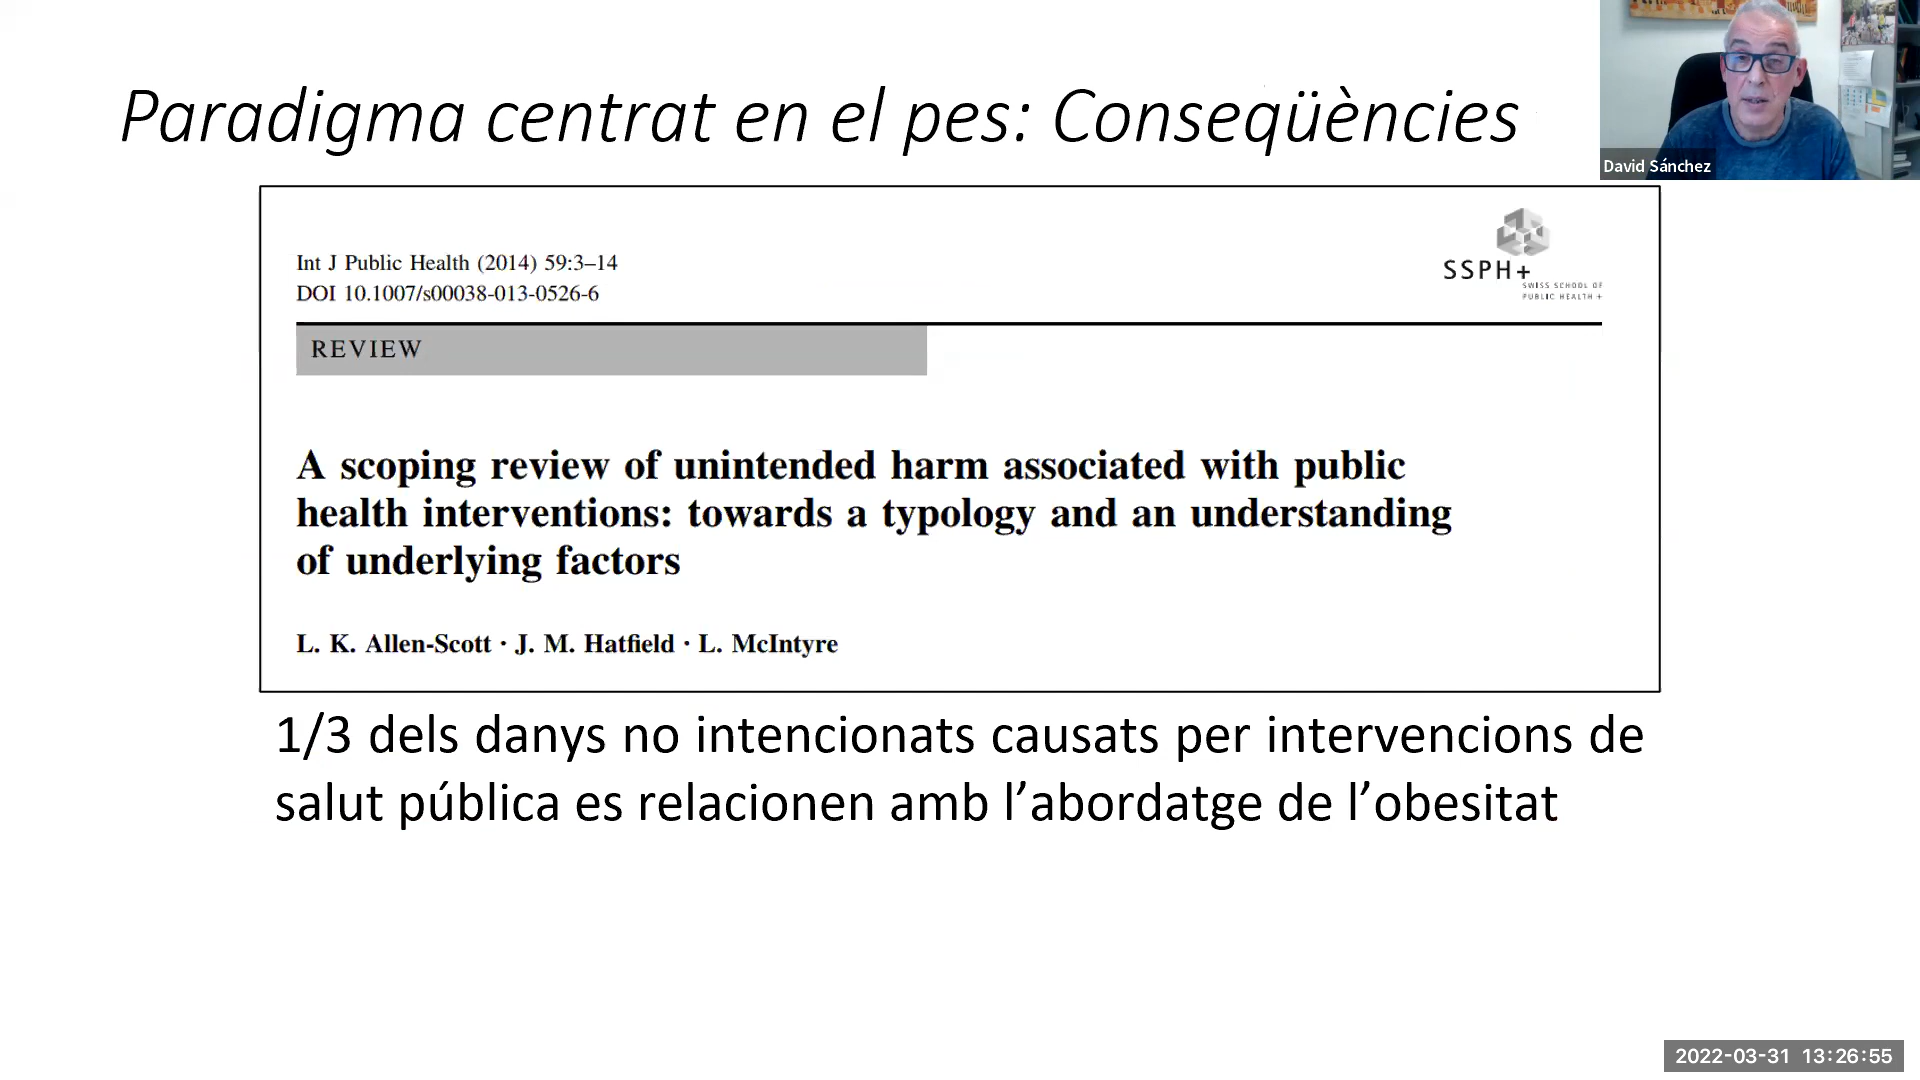 Paradigma centrat en el pes: Conseqüències
David Sánchez
Int J Public Health (2014) 59:3–14
DOI 10.1007/s00038-013-0526-6
SSPH+
SWISS SCHOOL OF
PUBLIC HEALTH +
REVIEW
A scoping review of unintended harm associated with public
health interventions: towards a typology and an understanding
of underlying factors
L. K. Allen-Scott · J. M. Hatfield · L. McIntyre
1/3 dels danys no intencionats causats per intervencions de
salut pública es relacionen amb l’abordatge de l’obesitat
2022-03-31 13:26:55